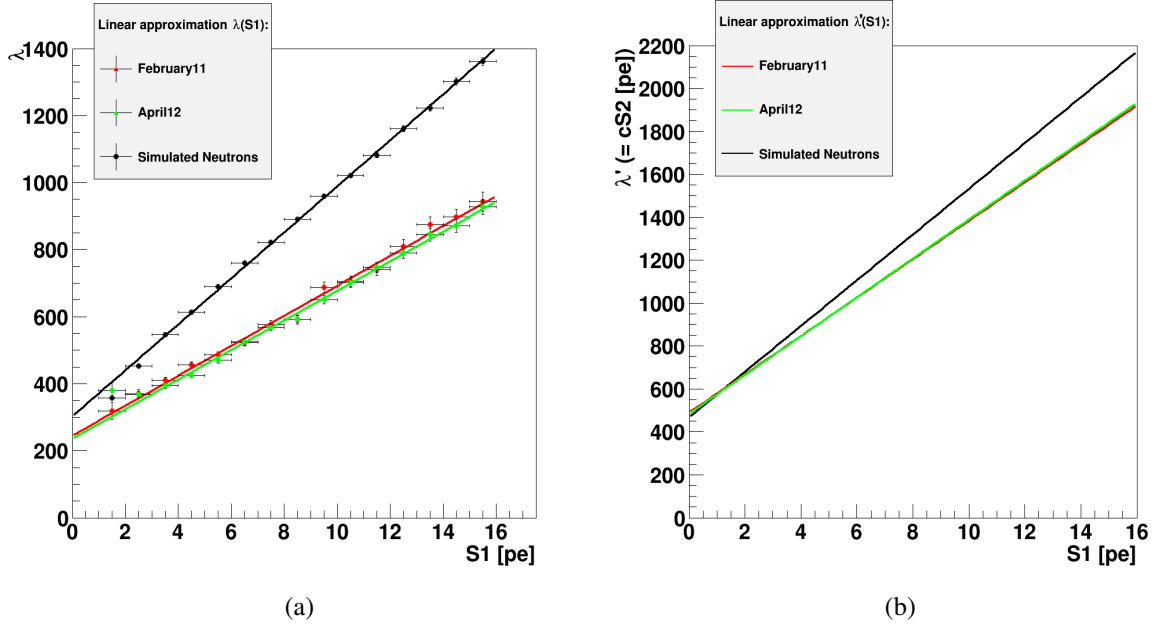 Linear approximation λ(S1):
February11
April12
Simulated Neutrons
λ
1400
1200
1000
800
600
400
200
0
0 2 4 6 8 10 12 14 16
S1 [pe]
(a)
Linear approximation λ'(S1):
February11
April12
Simulated Neutrons
λ' (= cS2 [pe]
2200
2000
1800
1600
1400
1200
1000
800
600
400
200
0
0 2 4 6 8 10 12 14 16
S1 [pe]
(b)